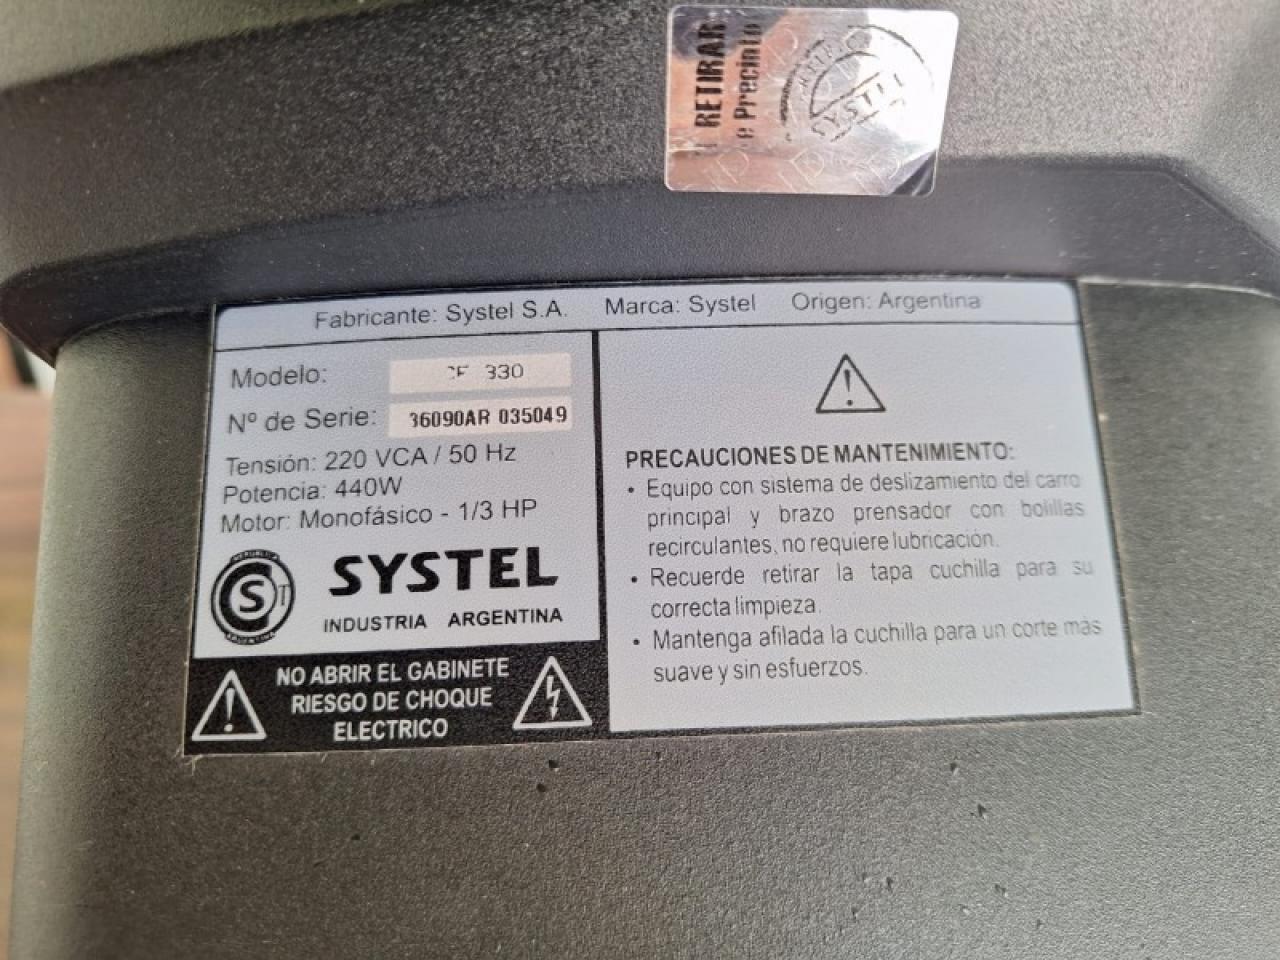 RETIRAR
Precinto
SYSTEL
Fabricante: Systel S.A. Marca: Systel Origen: Argentina
Modelo: 330
Nº de Serie: 36090AR 035049
Tensión: 220 VCA / 50 Hz
Potencia: 440W
Motor: Monofásico - 1/3 HP
SYSTEL
INDUSTRIA ARGENTINA
REPUBLICA
S
ARGENTINA
NO ABRIR EL GABINETE
RIESGO DE CHOQUE
ELECTRICO
PRECAUCIONES DE MANTENIMIENTO:
• Equipo con sistema de deslizamiento del carro
principal y brazo prensador con bolillas
recirculantes, no requiere lubricación.
• Recuerde retirar la tapa cuchilla para su
correcta limpieza.
• Mantenga afilada la cuchilla para un corte mas
suave y sin esfuerzos.